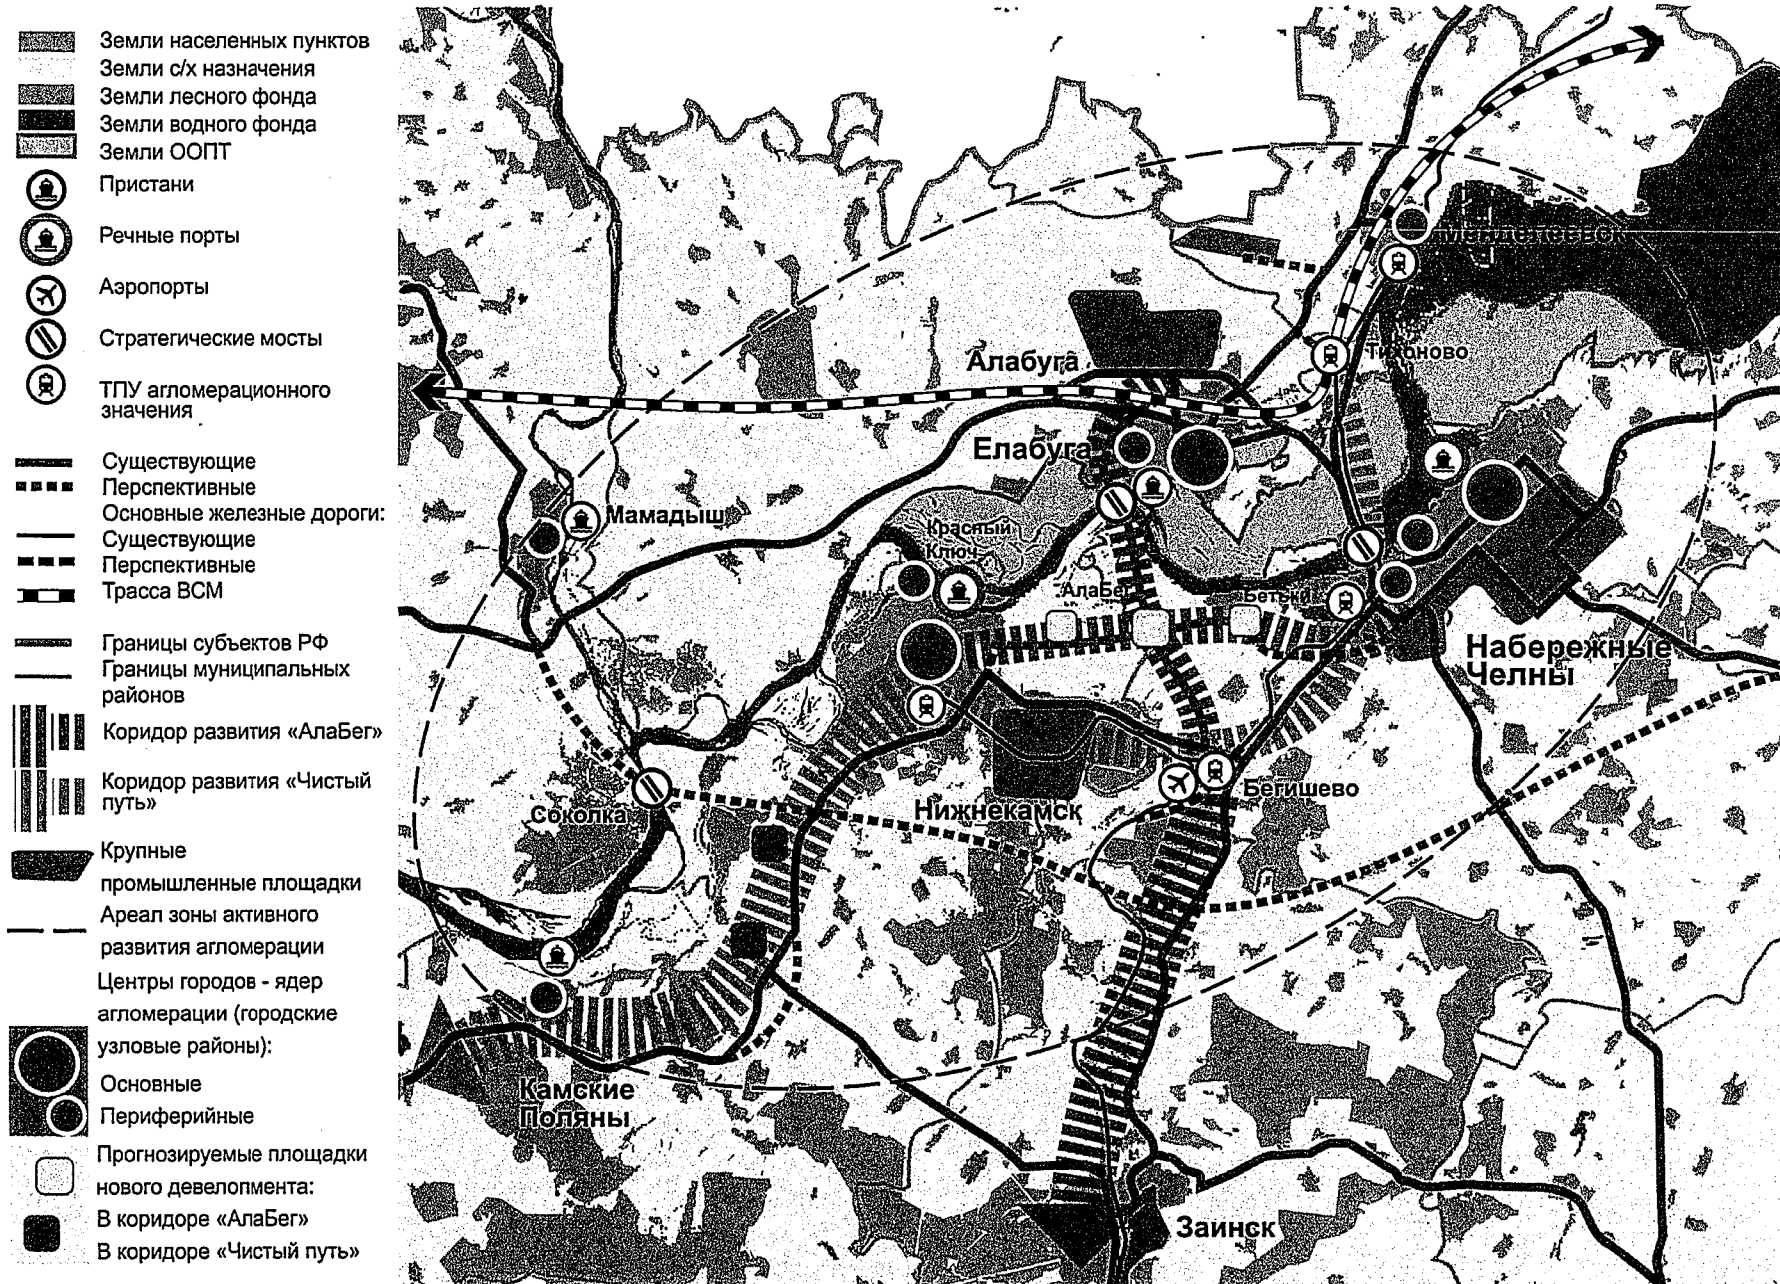 Земли населенных пунктов
Земли с/х назначения
Земли лесного фонда
Земли водного фонда
Земли ООПТ
Пристани
Речные порты
Аэропорты
Стратегические мосты
ТПУ агломерационного
значения
Существующие
Перспективные
Основные железные дороги:
Существующие
Перспективные
Трасса ВСМ
Границы субъектов РФ
Границы муниципальных
районов
Коридор развития «АлаБег»
Коридор развития «Чистый
путь»
Крупные
промышленные площадки
Ареал зоны активного
развития агломерации
Центры городов - ядер
агломерации (городские
узловые районы):
Основные
Периферийные
Прогнозируемые площадки
нового девелопмента:
В коридоре «АлаБег»
В коридоре «Чистый путь»
Менделеевск
Тихоново
Алабуга
Елабуга
Мамадыш
Красный
Ключ
АлаБег
Бетьки
Набережные
Челны
Бегишево
Нижнекамск
Соколка
Камские
Поляны
Заинск